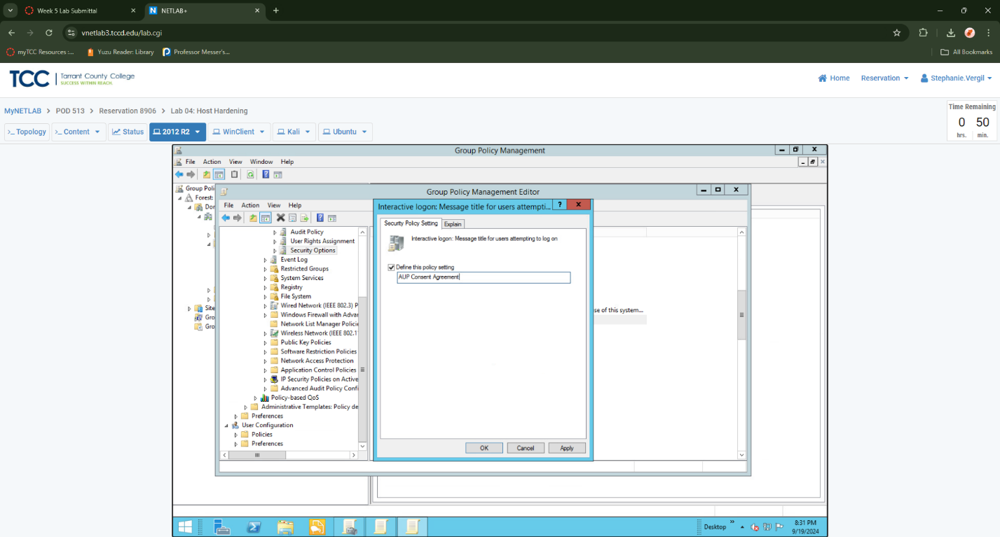 Week 5 Lab Submittal
NETLAB+
vnetlab3.tccd.edu/lab.cgi
myTCC Resources :...
Yuzu Reader: Library
Professor Messer's...
All Bookmarks
TCC
Tarrant County College
SUCCESS WITHIN REACH.
Home
Reservation
Stephanie.Vergil
MyNETLAB > POD 513 > Reservation 8906 > Lab 04: Host Hardening
Time Remaining
0 50
hrs. min.
>_ Topology
>_ Content
Status
2012 R2
WinClient
Kali
Ubuntu
Group Policy Management
File Action View Window Help
Group Poli
Forest:
Dor
Site
Gro
Gro
Group Policy Management Editor
File Action View Help
Audit Policy
User Rights Assignment
Security Options
Event Log
Restricted Groups
System Services
Registry
File System
Wired Network (IEEE 802.3) P
Windows Firewall with Advar
Network List Manager Policie
Wireless Network (IEEE 802.1
Public Key Policies
Software Restriction Policies
Network Access Protection
Application Control Policies
IP Security Policies on Active
Advanced Audit Policy Confi
Policy-based QoS
Administrative Templates: Policy de
Preferences
User Configuration
Policies
Preferences
Interactive logon: Message title for users attempti...
Security Policy Setting
Explain
Interactive logon: Message title for users attempting to log on
Define this policy setting
AUP Consent Agreement
OK
Cancel
Apply
se of this system...
Desktop
8:31 PM
9/19/2024